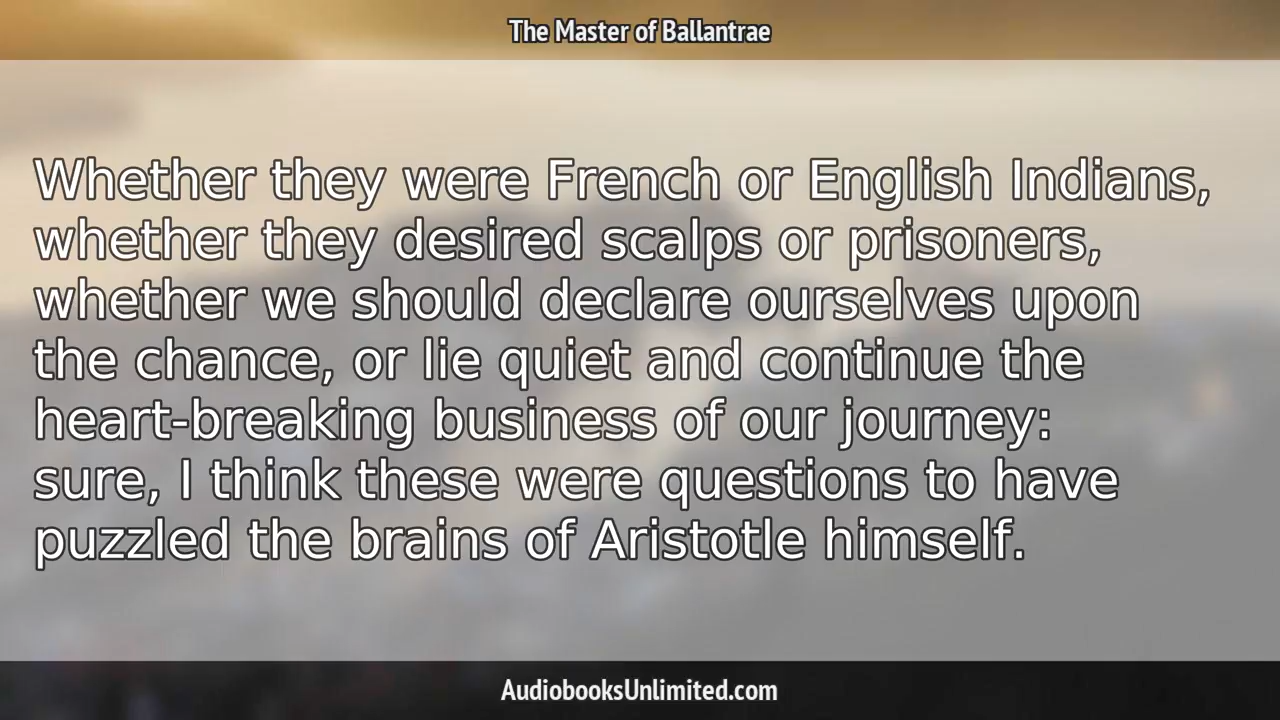 The Master of Ballantrae
Whether they were French or English Indians,
whether they desired scalps or prisoners,
whether we should declare ourselves upon
the chance, or lie quiet and continue the
heart-breaking business of our journey:
sure, I think these were questions to have
puzzled the brains of Aristotle himself.
AudiobooksUnlimited.com